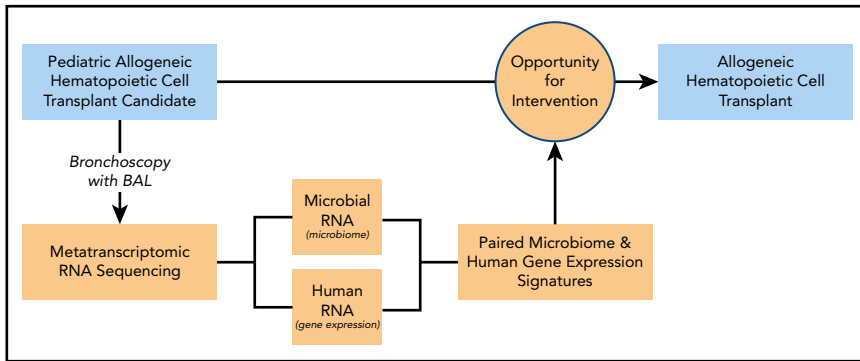 Pediatric Allogeneic
Hematopoietic Cell
Transplant Candidate
Opportunity
for
Intervention
Allogeneic
Hematopoietic Cell
Transplant
Bronchoscopy
with BAL
Metatranscriptomic
RNA Sequencing
Microbial
RNA
(microbiome)
Human
RNA
(gene expression)
Paired Microbiome &
Human Gene Expression
Signatures